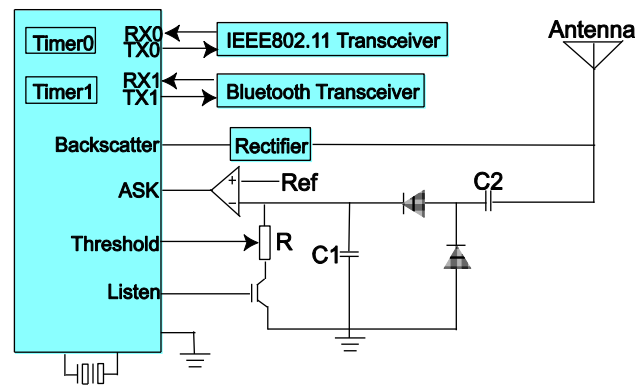 Antenna
Timer0
RX0
TX0
IEEE802.11 Transceiver
Timer1
RX1
TX1
Bluetooth Transceiver
Backscatter
Rectifier
ASK
+
-
Ref
C2
Threshold
R
C1
Listen